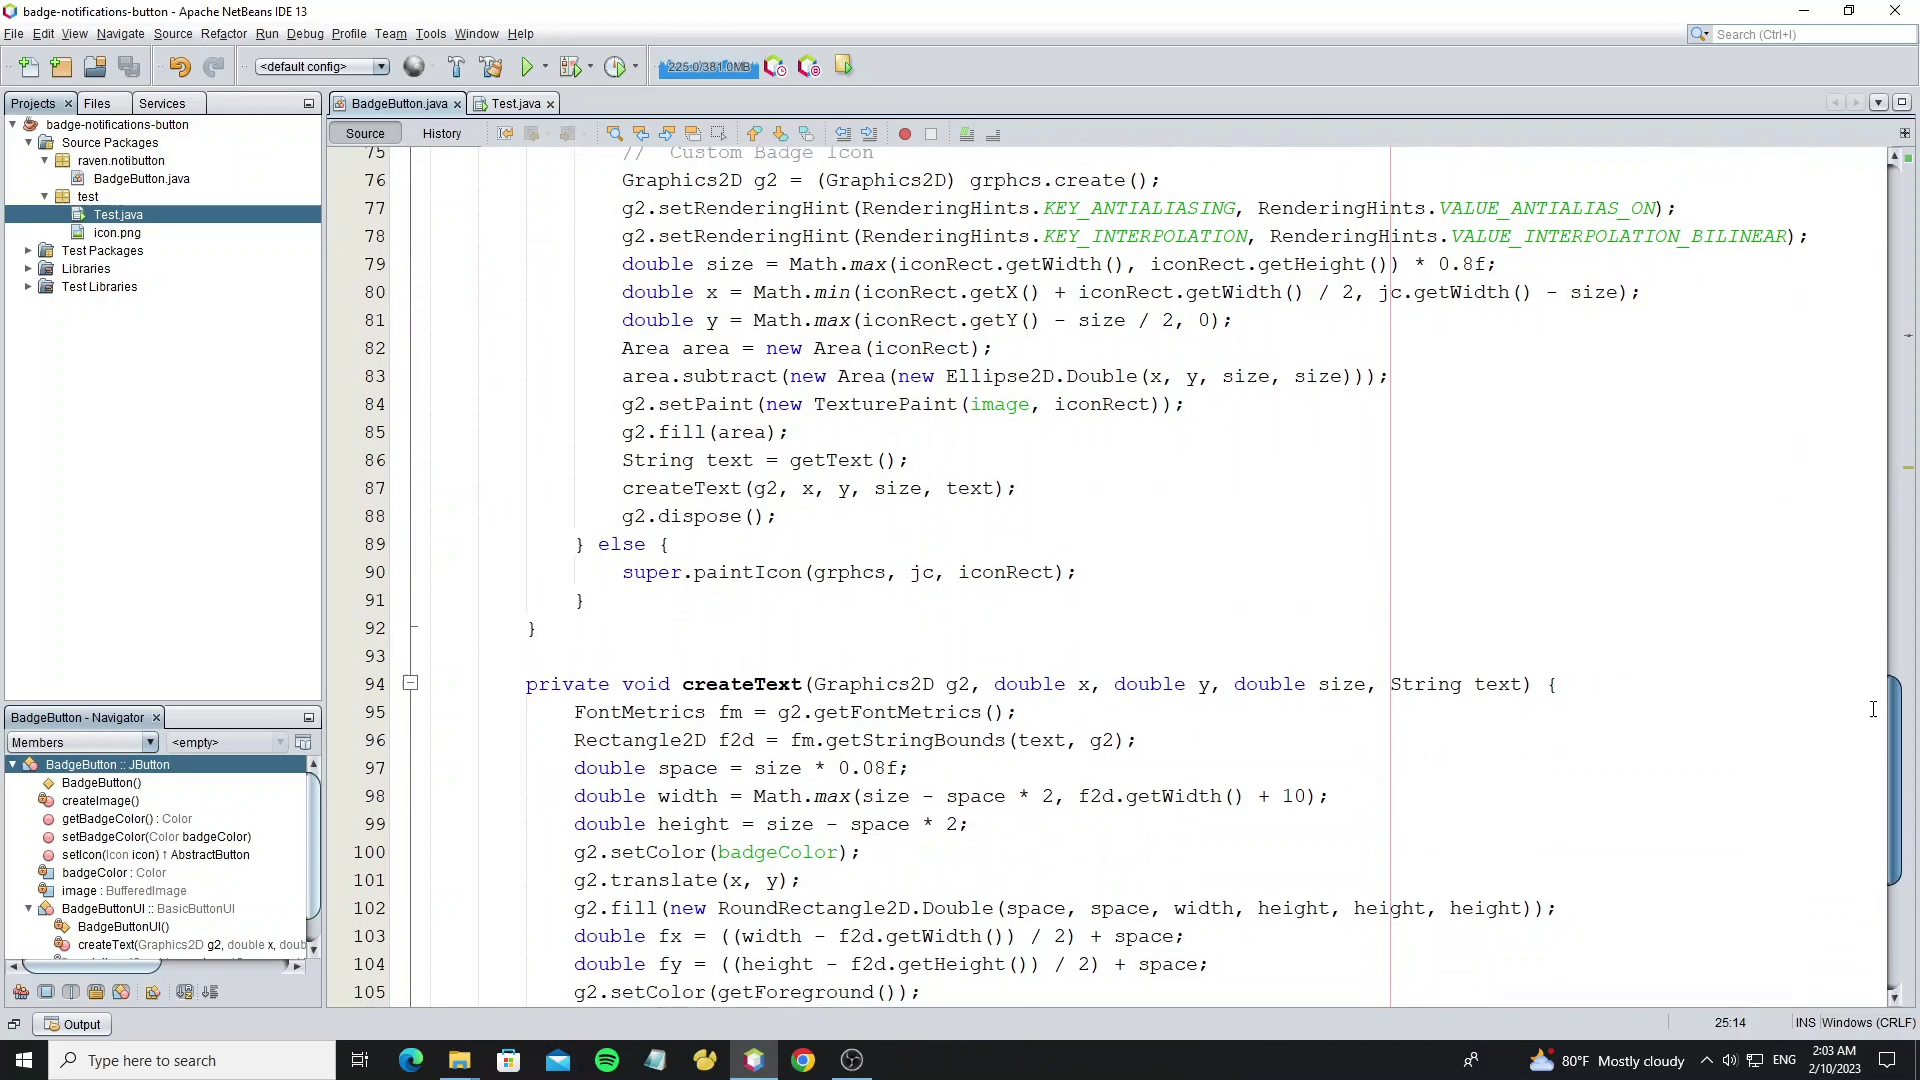 badge-notifications-button - Apache NetBeans IDE 13
File Edit View Navigate Source Refactor Run Debug Profile Team Tools Window Help
Search (Ctrl+I)
<default config>
225.0/381.0MB
Projects Files Services
BadgeButton.java Test.java
Source History
badge-notifications-button
Source Packages
raven.notibutton
BadgeButton.java
test
Test.java
icon.png
Test Packages
Libraries
Test Libraries
75 // Custom Badge Icon
76 Graphics2D g2 = (Graphics2D) grphcs.create();
77 g2.setRenderingHint(RenderingHints.KEY_ANTIALIASING, RenderingHints.VALUE_ANTIALIAS_ON);
78 g2.setRenderingHint(RenderingHints.KEY_INTERPOLATION, RenderingHints.VALUE_INTERPOLATION_BILINEAR);
79 double size = Math.max(iconRect.getWidth(), iconRect.getHeight()) * 0.8f;
80 double x = Math.min(iconRect.getX() + iconRect.getWidth() / 2, jc.getWidth() - size);
81 double y = Math.max(iconRect.getY() - size / 2, 0);
82 Area area = new Area(iconRect);
83 area.subtract(new Area(new Ellipse2D.Double(x, y, size, size)));
84 g2.setPaint(new TexturePaint(image, iconRect));
85 g2.fill(area);
86 String text = getText();
87 createText(g2, x, y, size, text);
88 g2.dispose();
89 } else {
90 super.paintIcon(grphcs, jc, iconRect);
91 }
92 }
93
94 private void createText(Graphics2D g2, double x, double y, double size, String text) {
95 FontMetrics fm = g2.getFontMetrics();
96 Rectangle2D f2d = fm.getStringBounds(text, g2);
97 double space = size * 0.08f;
98 double width = Math.max(size - space * 2, f2d.getWidth() + 10);
99 double height = size - space * 2;
100 g2.setColor(badgeColor);
101 g2.translate(x, y);
102 g2.fill(new RoundRectangle2D.Double(space, space, width, height, height, height));
103 double fx = ((width - f2d.getWidth()) / 2) + space;
104 double fy = ((height - f2d.getHeight()) / 2) + space;
105 g2.setColor(getForeground());
BadgeButton - Navigator
Members <empty>
BadgeButton :: JButton
BadgeButton()
createImage()
getBadgeColor() : Color
setBadgeColor(Color badgeColor)
setIcon(Icon icon) ↑ AbstractButton
badgeColor : Color
image : BufferedImage
BadgeButtonUI :: BasicButtonUI
BadgeButtonUI()
createText(Graphics2D g2, double x, doub
Output
25:14 INS Windows (CRLF)
Type here to search
80°F Mostly cloudy
ENG
2:03 AM
2/10/2023